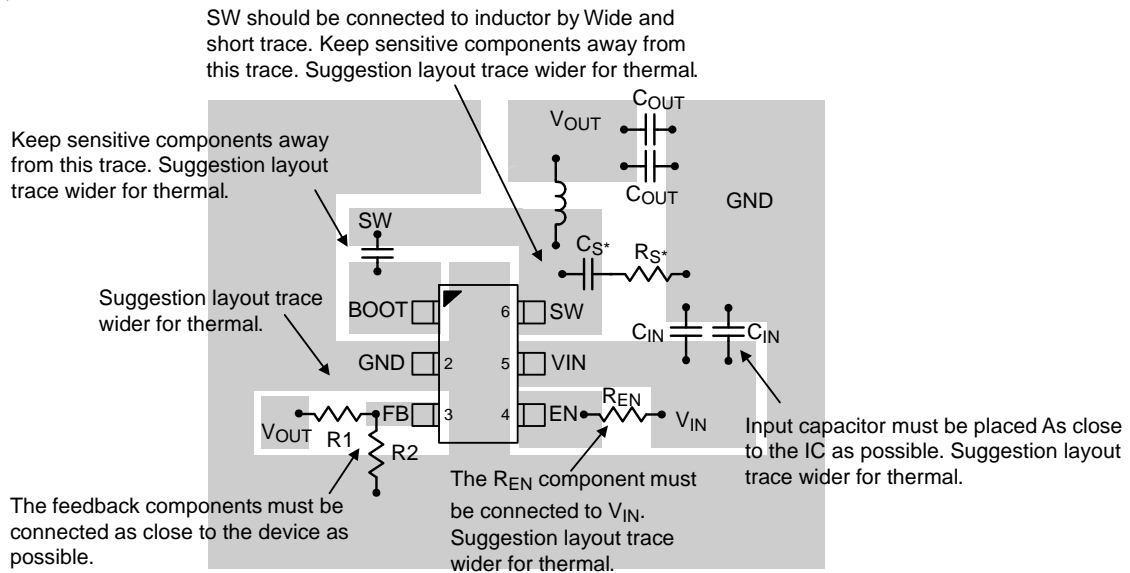 SW should be connected to inductor by Wide and
short trace. Keep sensitive components away from
this trace. Suggestion layout trace wider for thermal.
Keep sensitive components away
from this trace. Suggestion layout
trace wider for thermal.
VOUT
COUT
COUT
GND
SW
CS*
RS*
Suggestion layout trace
wider for thermal.
BOOT
6
SW
CIN
CIN
GND
2
5
VIN
FB
3
4
EN
REN
VIN
VOUT
R1
R2
Input capacitor must be placed As close
to the IC as possible. Suggestion layout
trace wider for thermal.
The feedback components must be
connected as close to the device as
possible.
The REN component must
be connected to VIN.
Suggestion layout trace
wider for thermal.